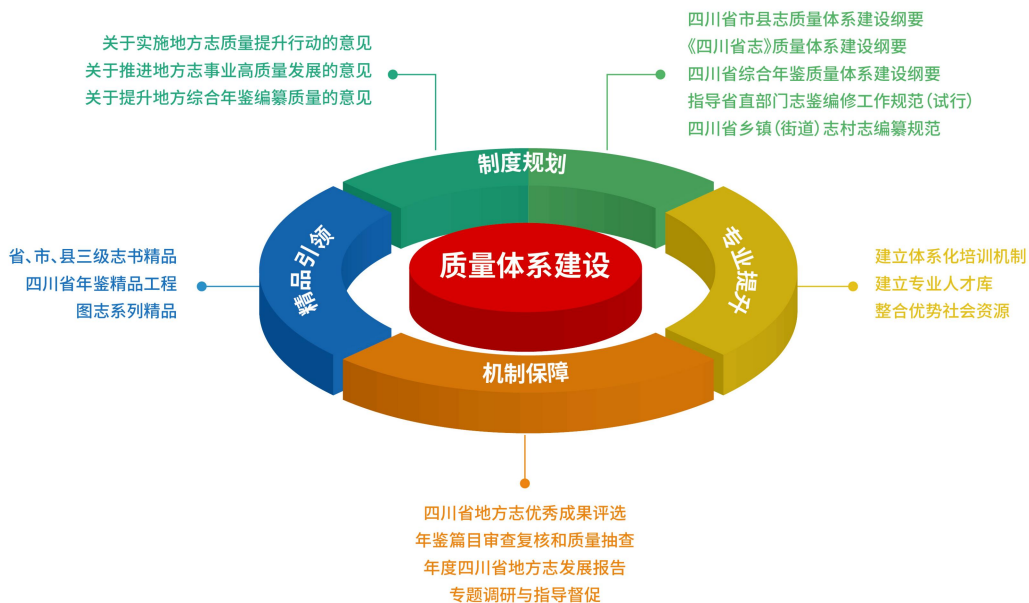 关于实施地方志质量提升行动的意见
关于推进地方志事业高质量发展的意见
关于提升地方综合年鉴编纂质量的意见
四川省市县志质量体系建设纲要
《四川省志》质量体系建设纲要
四川省综合年鉴质量体系建设纲要
指导省直部门志鉴编修工作规范(试行)
四川省乡镇(街道)志村志编纂规范
制度规划
精品引领
质量体系建设
专业提升
机制保障
省、市、县三级志书精品
四川省年鉴精品工程
图志系列精品
建立体系化培训机制
建立专业人才库
整合优势社会资源
四川省地方志优秀成果评选
年鉴篇目审查复核和质量抽查
年度四川省地方志发展报告
专题调研与指导督促